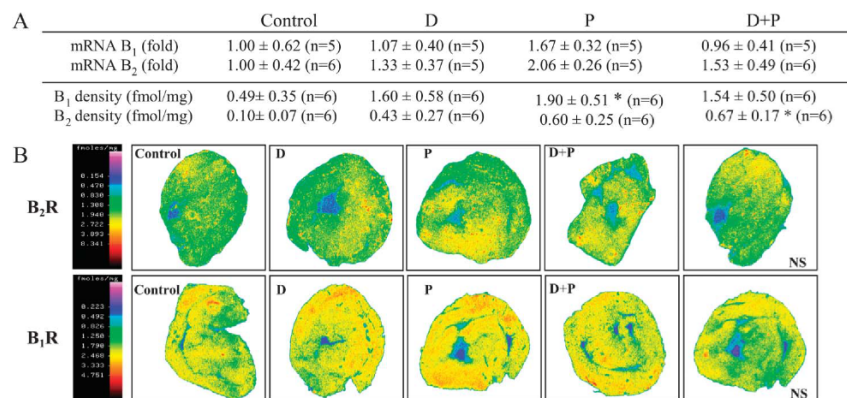 A
Control D P D+P
mRNA B₁ (fold) 1.00 ± 0.62 (n=5) 1.07 ± 0.40 (n=5) 1.67 ± 0.32 (n=5) 0.96 ± 0.41 (n=5)
mRNA B₂ (fold) 1.00 ± 0.42 (n=6) 1.33 ± 0.37 (n=5) 2.06 ± 0.26 (n=5) 1.53 ± 0.49 (n=6)
B₁ density (fmol/mg) 0.49± 0.35 (n=6) 1.60 ± 0.58 (n=6) 1.90 ± 0.51 * (n=6) 1.54 ± 0.50 (n=6)
B₂ density (fmol/mg) 0.10± 0.07 (n=6) 0.43 ± 0.27 (n=6) 0.60 ± 0.25 (n=6) 0.67 ± 0.17 * (n=6)
B
B₂R
fmoles/mg
0.154
0.470
0.830
1.308
1.940
2.722
3.893
8.341
Control
D
P
D+P
NS
B₁R
fmoles/mg
0.223
0.492
0.826
1.250
1.790
2.468
3.333
4.751
Control
D
P
D+P
NS